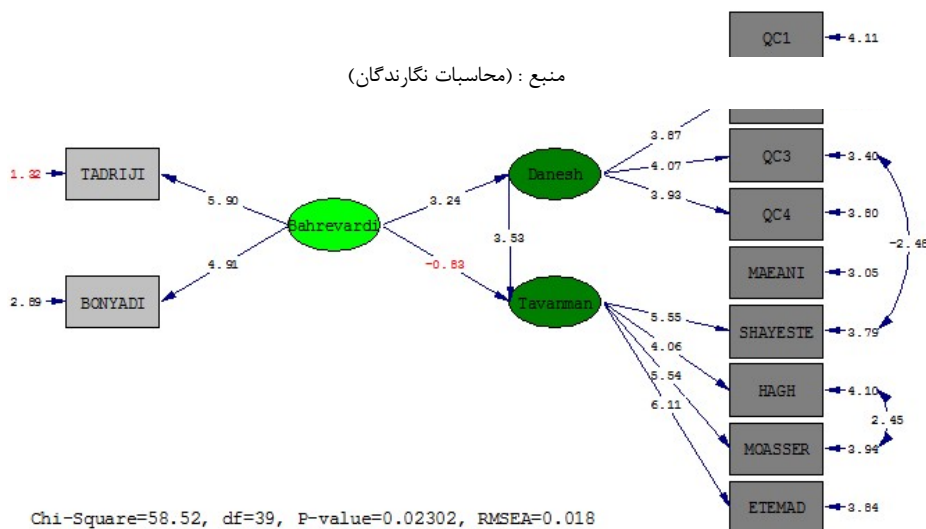 QC1
4.11
منبع : (محاسبات نگارندگان)
3.87
1.32
TADRIJI
5.90
Danesh
4.07
QC3
3.40
3.93
QC4
3.80
Bahrevardi
3.24
3.53
-2.48
4.91
-0.83
MAEANI
3.05
2.89
BONYADI
Tavanman
5.55
SHAYESTE
3.79
4.06
HAGH
4.10
5.54
2.45
6.11
MOASSER
3.94
ETEMAD
3.84
Chi-Square=58.52, df=39, P-value=0.02302, RMSEA=0.018